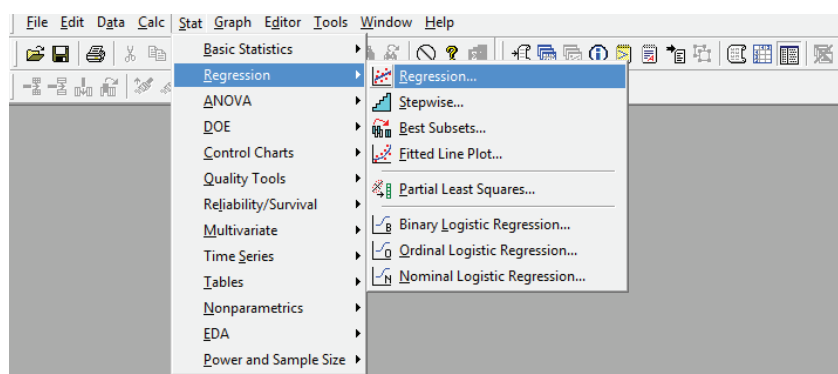 File Edit Data Calc Stat Graph Editor Tools Window Help
Basic Statistics
Regression
ANOVA
DOE
Control Charts
Quality Tools
Reliability/Survival
Multivariate
Time Series
Tables
Nonparametrics
EDA
Power and Sample Size
Regression...
Stepwise...
Best Subsets...
Fitted Line Plot...
Partial Least Squares...
Binary Logistic Regression...
Ordinal Logistic Regression...
Nominal Logistic Regression...